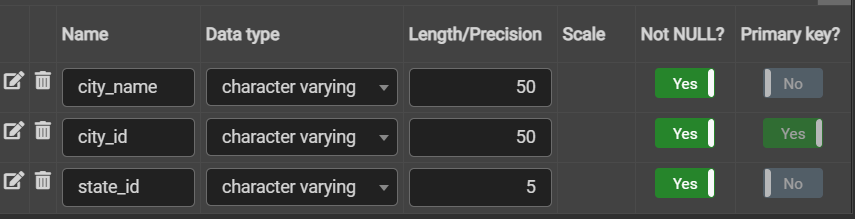 Name Data type Length/Precision Scale Not NULL? Primary key?
city_name character varying 50 Yes No
city_id character varying 50 Yes Yes
state_id character varying 5 Yes No